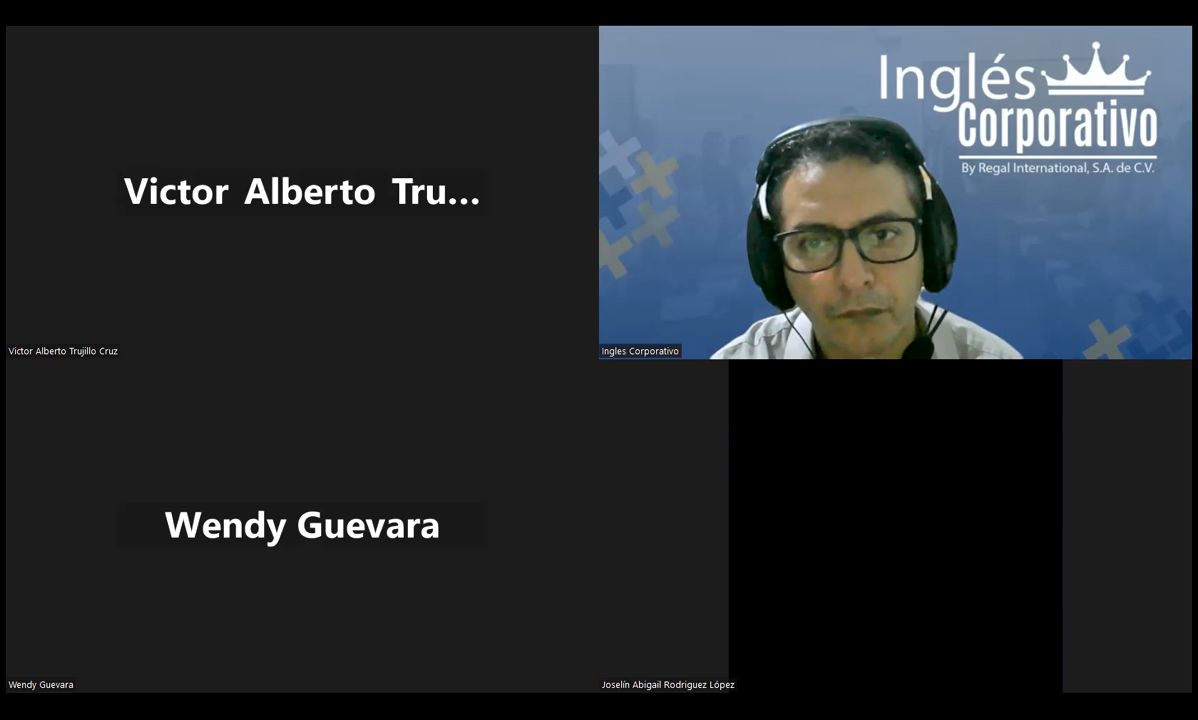 Victor Alberto Tru...
Victor Alberto Trujillo Cruz
Inglés
Corporativo
By Regal International, S.A. de C.V.
Ingles Corporativo
Wendy Guevara
Wendy Guevara
Joselín Abigail Rodriguez López